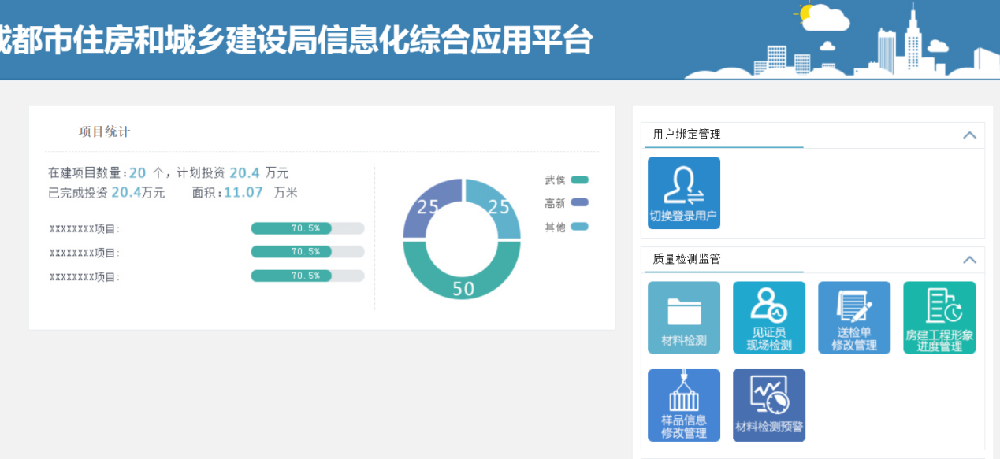 成都市住房和城乡建设局信息化综合应用平台
项目统计
在建项目数量:20 个，计划投资 20.4 万元
已完成投资 20.4万元 面积:11.07 万米
xxxxxxxx项目: 70.5%
xxxxxxxx项目: 70.5%
xxxxxxxx项目: 70.5%
25
25
50
武侯
高新
其他
用户绑定管理
切换登录用户
质量检测监管
材料检测
见证员
现场检测
送检单
修改管理
房建工程形象
进度管理
样品信息
修改管理
材料检测预警